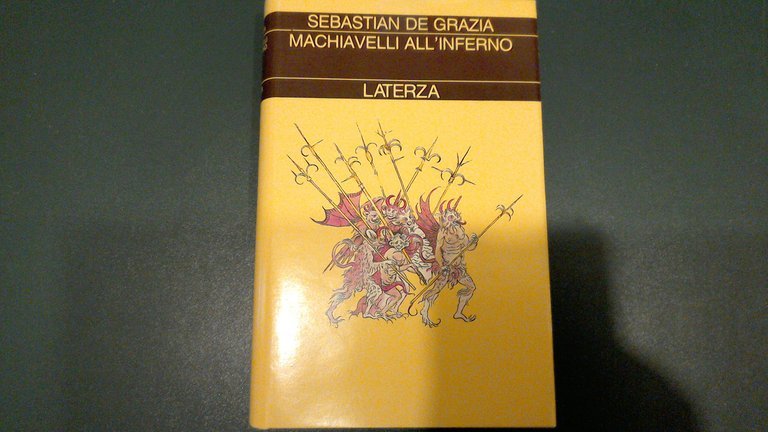 SEBASTIAN DE GRAZIA
MACHIAVELLI ALL'INFERNO
LATERZA